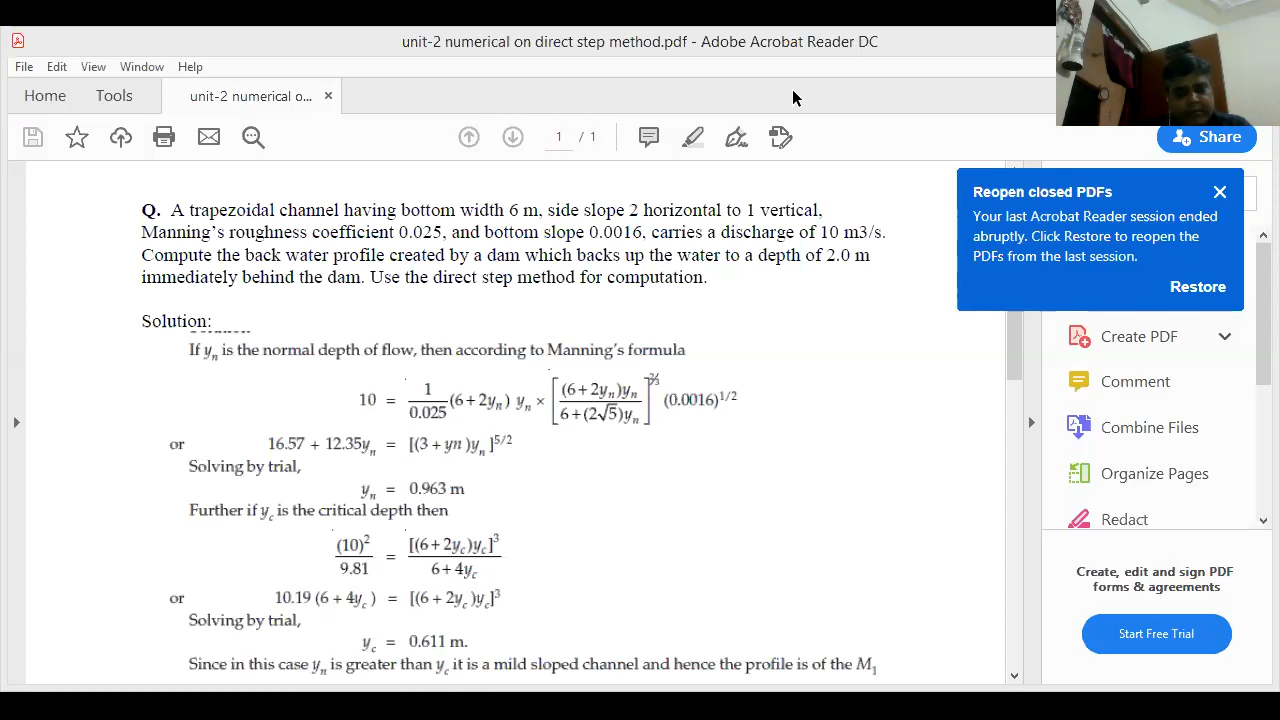 unit-2 numerical on direct step method.pdf - Adobe Acrobat Reader DC
File Edit View Window Help
Home Tools unit-2 numerical o... ×
1 / 1
Share
Reopen closed PDFs
Your last Acrobat Reader session ended
abruptly. Click Restore to reopen the
PDFs from the last session.
Restore
Q. A trapezoidal channel having bottom width 6 m, side slope 2 horizontal to 1 vertical,
Manning's roughness coefficient 0.025, and bottom slope 0.0016, carries a discharge of 10 m3/s.
Compute the back water profile created by a dam which backs up the water to a depth of 2.0 m
immediately behind the dam. Use the direct step method for computation.
Solution:
If yₙ is the normal depth of flow, then according to Manning's formula
10 = 1/0.025 (6+2yₙ) yₙ × [(6+2yₙ)yₙ / 6+(2√5)yₙ]^2/3 (0.0016)^1/2
or 16.57 + 12.35yₙ = [(3 + yn )yₙ ]^5/2
Solving by trial,
yₙ = 0.963 m
Further if y_c is the critical depth then
(10)²/9.81 = [(6+2y_c)y_c]³/6+4y_c
or 10.19 (6 + 4y_c ) = [(6 + 2y_c )y_c]³
Solving by trial,
y_c = 0.611 m.
Since in this case yₙ is greater than y_c it is a mild sloped channel and hence the profile is of the M₁
Create PDF
Comment
Combine Files
Organize Pages
Redact
Create, edit and sign PDF
forms & agreements
Start Free Trial